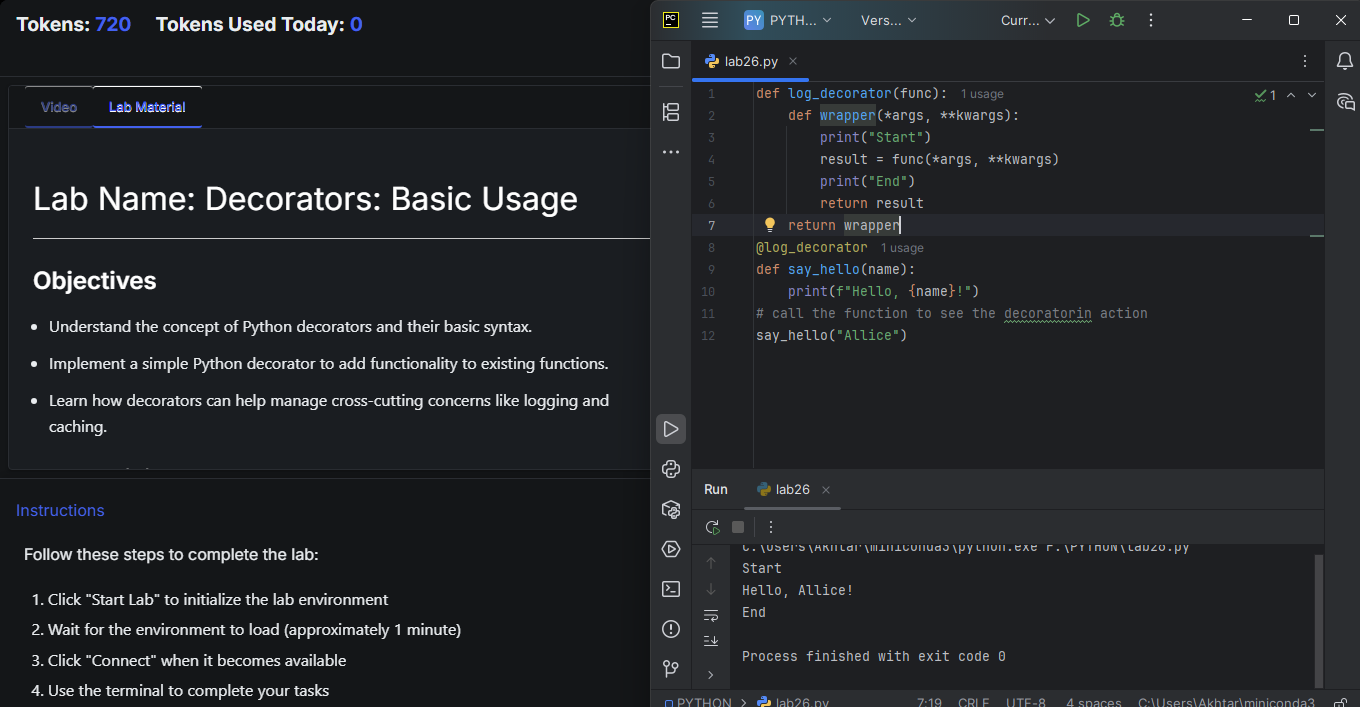 Tokens: 720 Tokens Used Today: 0
Video Lab Material
Lab Name: Decorators: Basic Usage
Objectives
• Understand the concept of Python decorators and their basic syntax.
• Implement a simple Python decorator to add functionality to existing functions.
• Learn how decorators can help manage cross-cutting concerns like logging and
caching.
Instructions
Follow these steps to complete the lab:
1. Click "Start Lab" to initialize the lab environment
2. Wait for the environment to load (approximately 1 minute)
3. Click "Connect" when it becomes available
4. Use the terminal to complete your tasks
PC PY PYTH... Vers... Curr...
lab26.py
1 def log_decorator(func): 1 usage
1
2     def wrapper(*args, **kwargs):
3         print("Start")
4         result = func(*args, **kwargs)
5         print("End")
6         return result
7     return wrapper
8 @log_decorator 1 usage
9 def say_hello(name):
10     print(f"Hello, {name}!")
11 # call the function to see the decoratorin action
12 say_hello("Allice")
Run lab26
C:\Users\Akhtar\miniconda3\python.exe F:\PYTHON\lab26.py
Start
Hello, Allice!
End
Process finished with exit code 0
PYTHON > lab26.py 7:19 CRLF UTF-8 4 spaces C:\Users\Akhtar\miniconda3